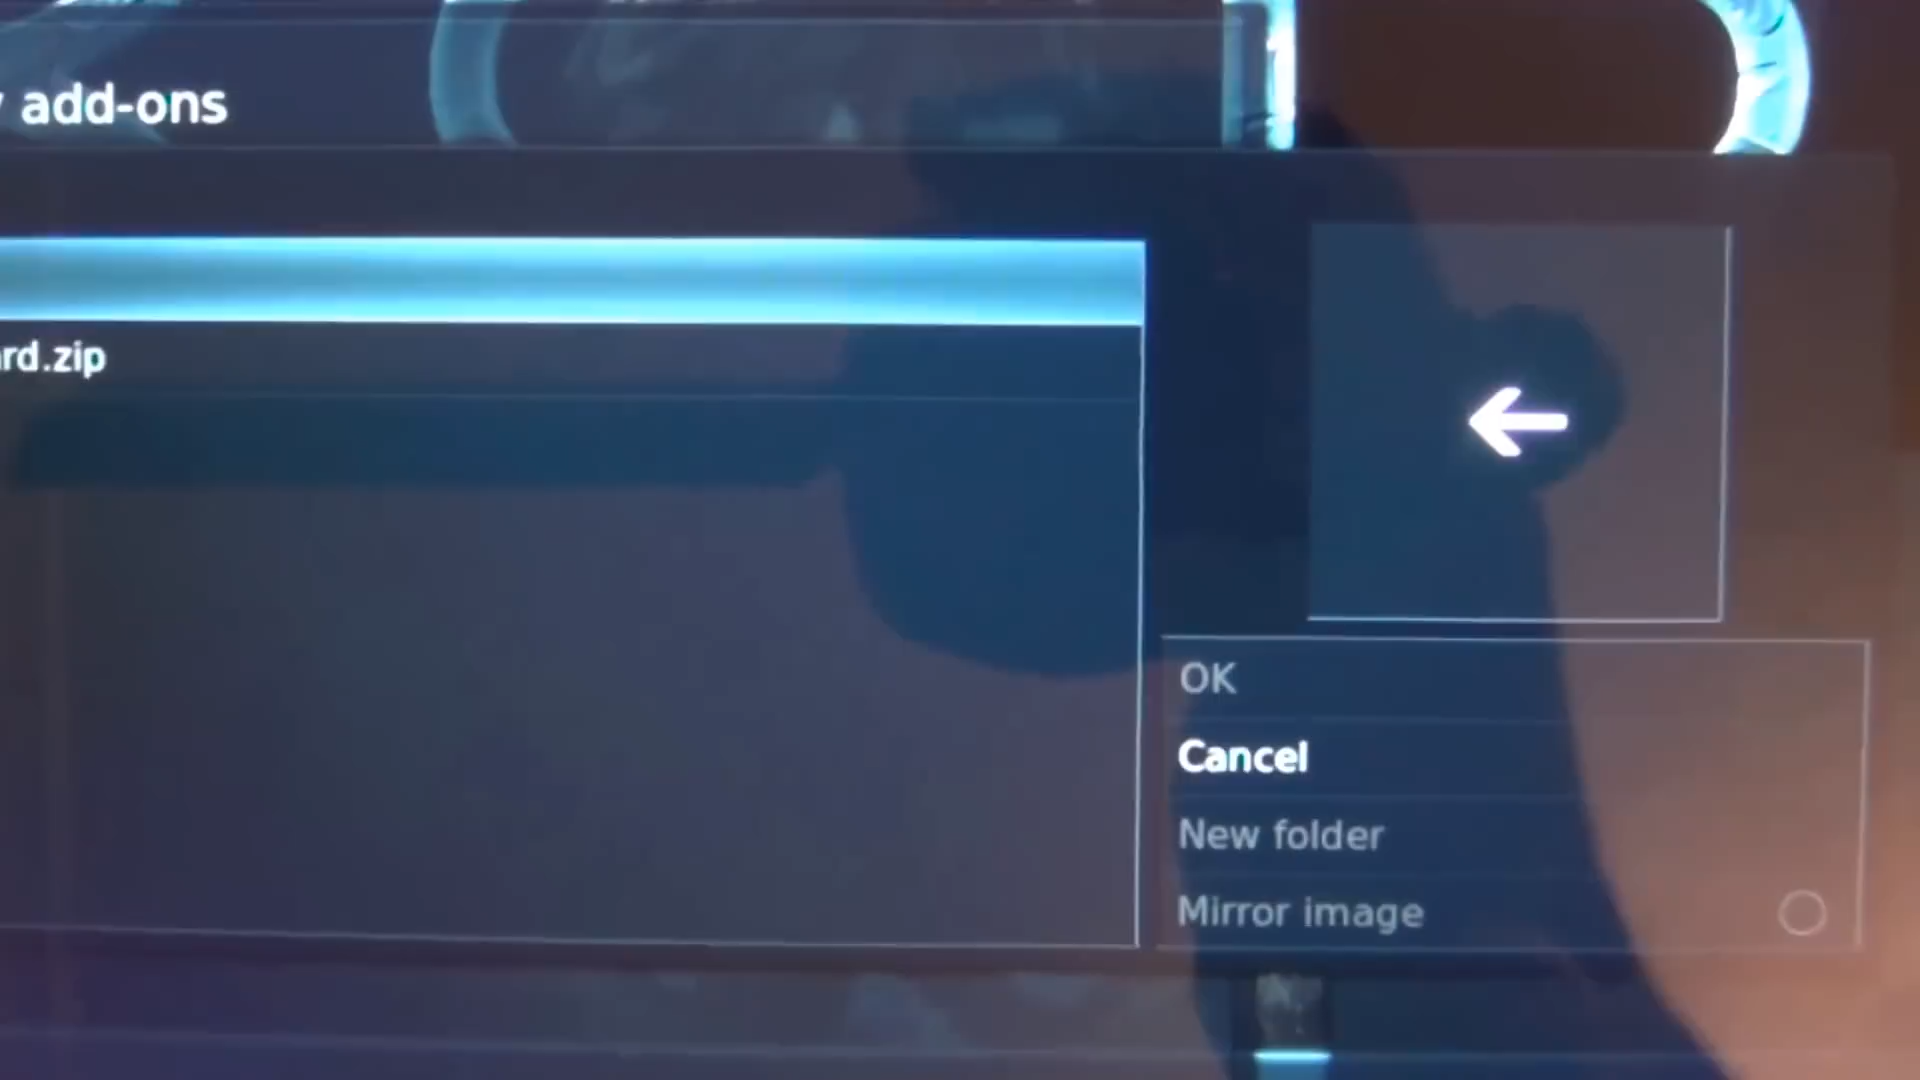 add-ons
rd.zip
OK
Cancel
New folder
Mirror image